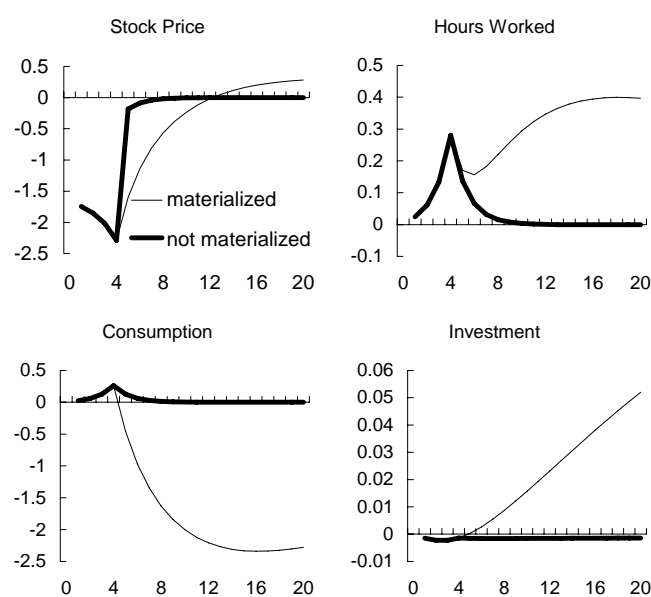 Stock Price
0.5
0
-0.5
-1
-1.5
-2
-2.5
materialized
not materialized
0 4 8 12 16 20
Hours Worked
0.5
0.4
0.3
0.2
0.1
0
-0.1
0 4 8 12 16 20
Consumption
0.5
0
-0.5
-1
-1.5
-2
-2.5
0 4 8 12 16 20
Investment
0.06
0.05
0.04
0.03
0.02
0.01
0
-0.01
0 4 8 12 16 20